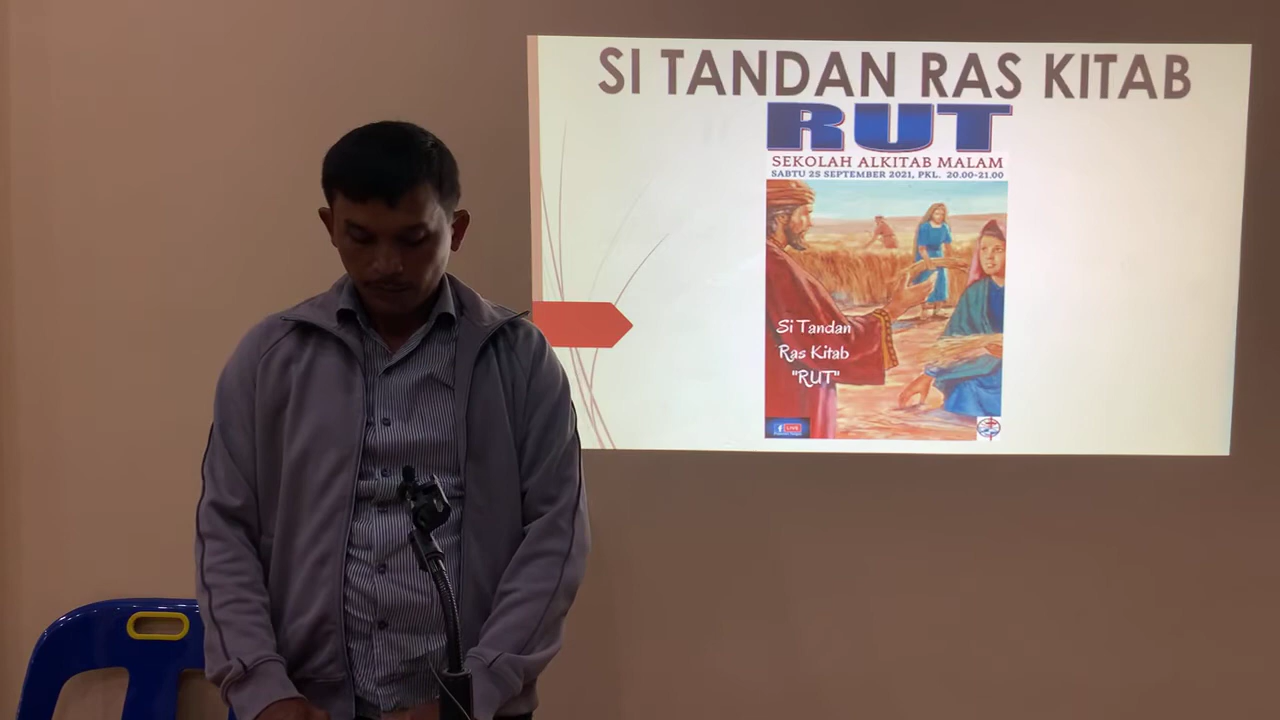 SI TANDAN RAS KITAB
RUT
SEKOLAH ALKITAB MALAM
SABTU 25 SEPTEMBER 2021, PKL. 20.00-21.00
Si Tandan
Ras Kitab
"RUT"
f LIVE